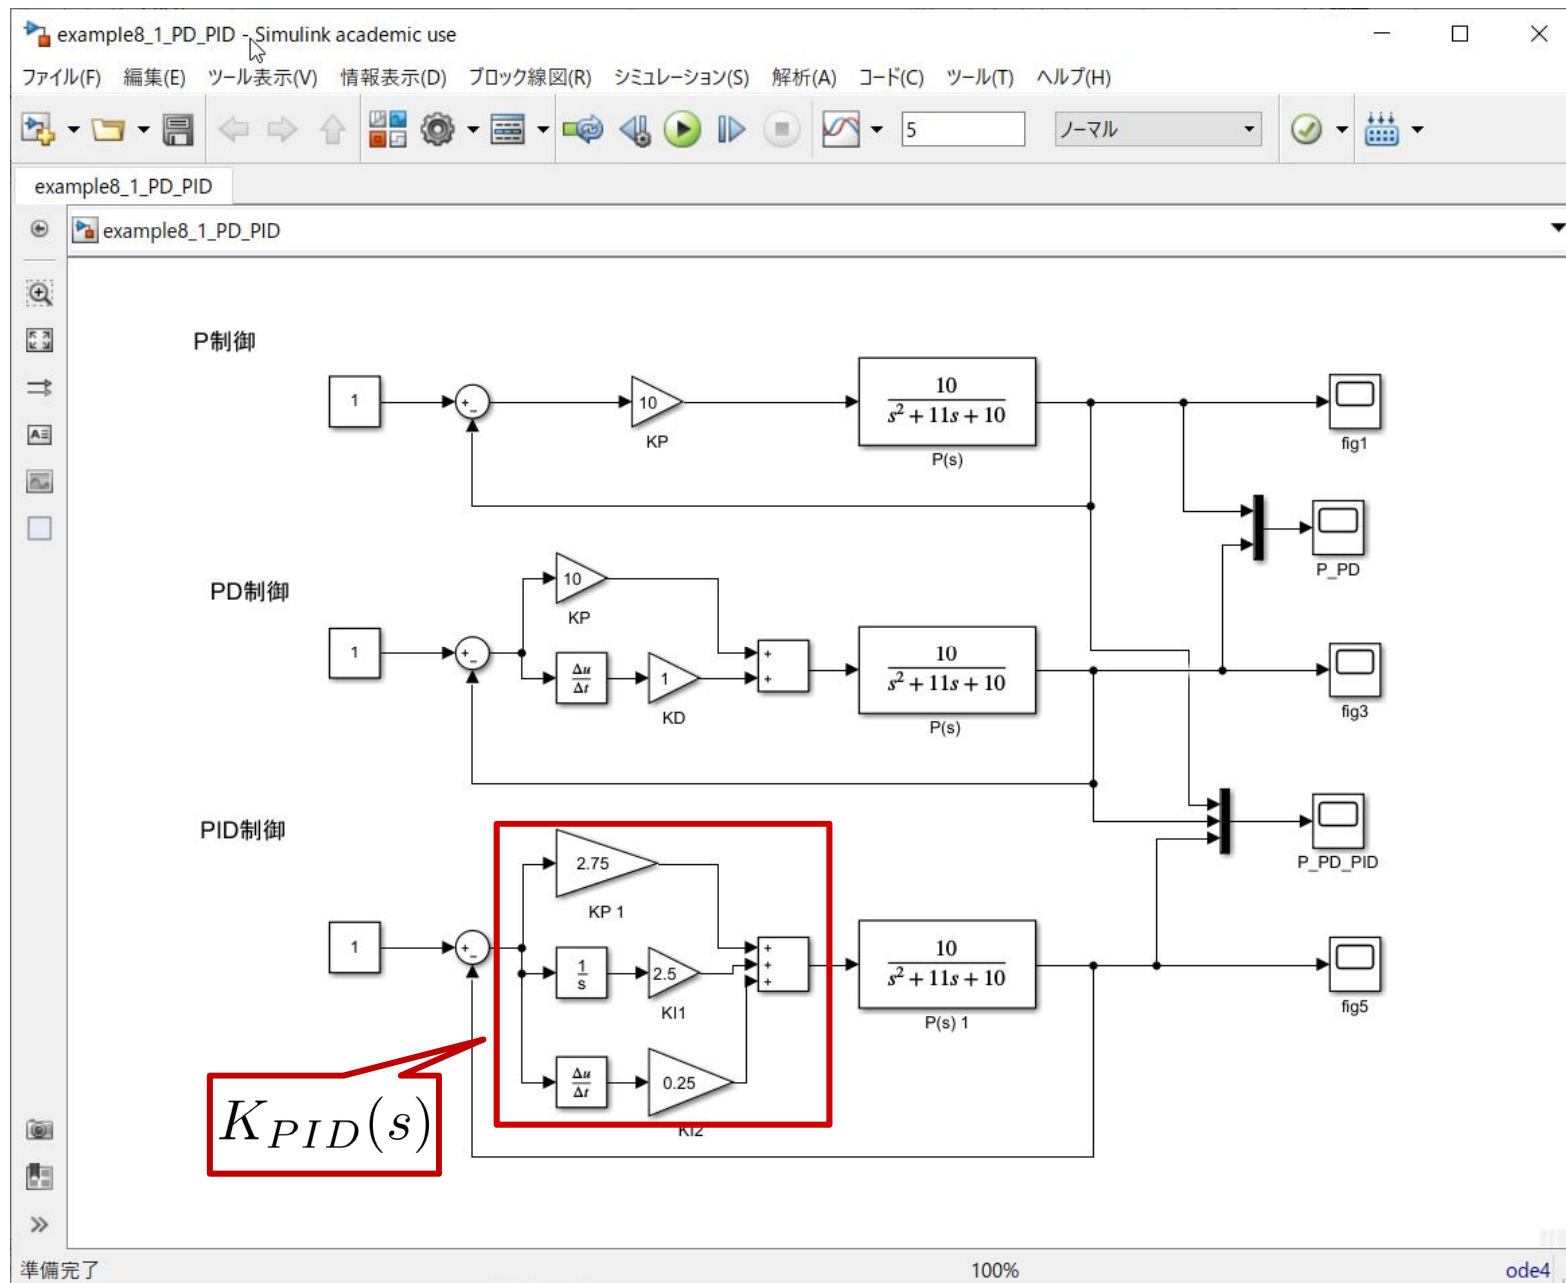 example8_1_PD_PID - Simulink academic use
ファイル(F) 編集(E) ツール表示(V) 情報表示(D) ブロック線図(R) シミュレーション(S) 解析(A) コード(C) ツール(T) ヘルプ(H)
5 ノーマル
example8_1_PD_PID
example8_1_PD_PID
P制御
1
+
-
10
KP
10
s² + 11s + 10
P(s)
fig1
P_PD
PD制御
10
KP
1
+
-
Δu
Δt
1
KD
+
+
10
s² + 11s + 10
P(s)
fig3
P_PD_PID
PID制御
2.75
KP 1
1
+
-
1
s
2.5
KI1
+
+
+
10
s² + 11s + 10
P(s) 1
fig5
Δu
Δt
0.25
KI2
K_{PID}(s)
準備完了 100% ode4